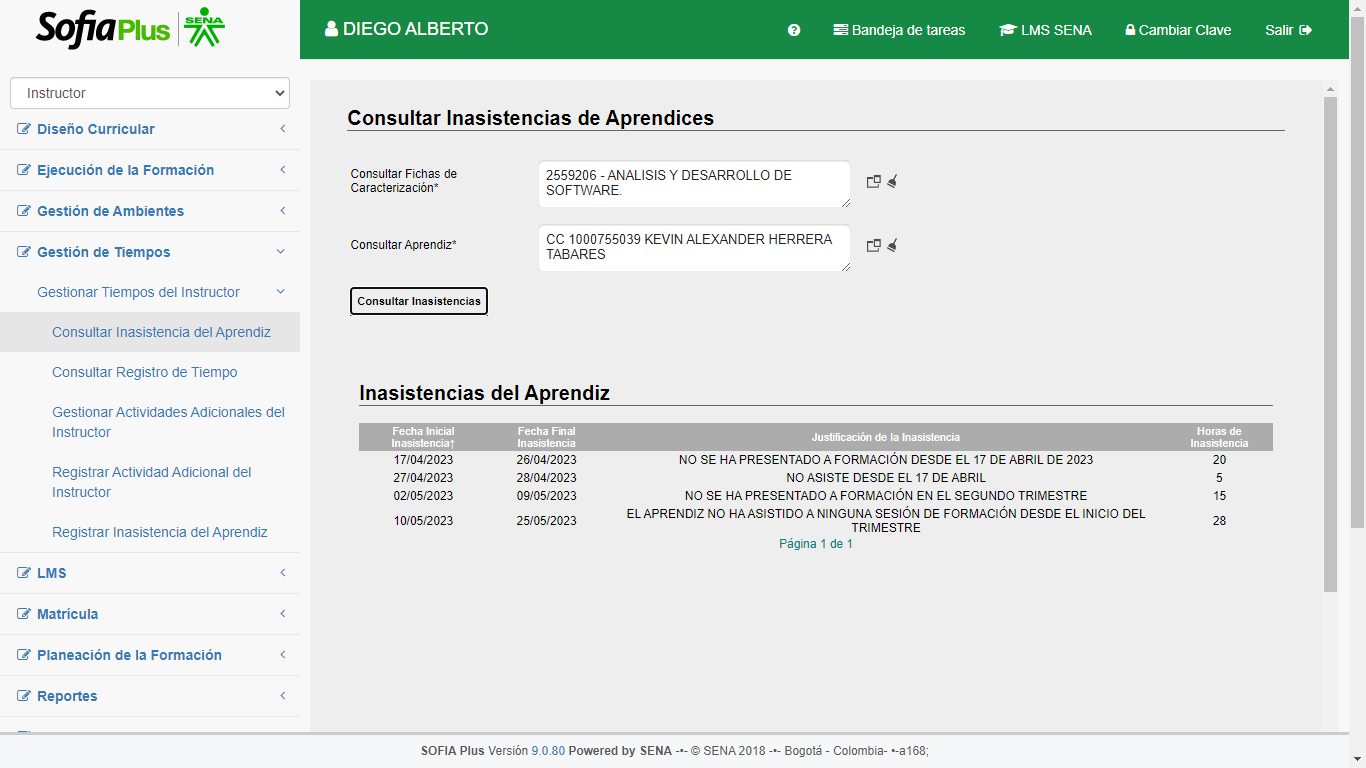 Sofia Plus SENA
DIEGO ALBERTO
Bandeja de tareas
LMS SENA
Cambiar Clave
Salir
Instructor
Diseño Curricular
Ejecución de la Formación
Gestión de Ambientes
Gestión de Tiempos
Gestionar Tiempos del Instructor
Consultar Inasistencia del Aprendiz
Consultar Registro de Tiempo
Gestionar Actividades Adicionales del
Instructor
Registrar Actividad Adicional del
Instructor
Registrar Inasistencia del Aprendiz
LMS
Matrícula
Planeación de la Formación
Reportes
Consultar Inasistencias de Aprendices
Consultar Fichas de
Caracterización*
2559206 - ANALISIS Y DESARROLLO DE
SOFTWARE.
Consultar Aprendiz*
CC 1000755039 KEVIN ALEXANDER HERRERA
TABARES
Consultar Inasistencias
Inasistencias del Aprendiz
Fecha Inicial Inasistencia↑ Fecha Final Inasistencia Justificación de la Inasistencia Horas de Inasistencia
17/04/2023 26/04/2023 NO SE HA PRESENTADO A FORMACIÓN DESDE EL 17 DE ABRIL DE 2023 20
27/04/2023 28/04/2023 NO ASISTE DESDE EL 17 DE ABRIL 5
02/05/2023 09/05/2023 NO SE HA PRESENTADO A FORMACIÓN EN EL SEGUNDO TRIMESTRE 15
10/05/2023 25/05/2023 EL APRENDIZ NO HA ASISTIDO A NINGUNA SESIÓN DE FORMACIÓN DESDE EL INICIO DEL TRIMESTRE 28
Página 1 de 1
SOFIA Plus Versión 9.0.80 Powered by SENA -•- © SENA 2018 -•- Bogotá - Colombia- •-a168;